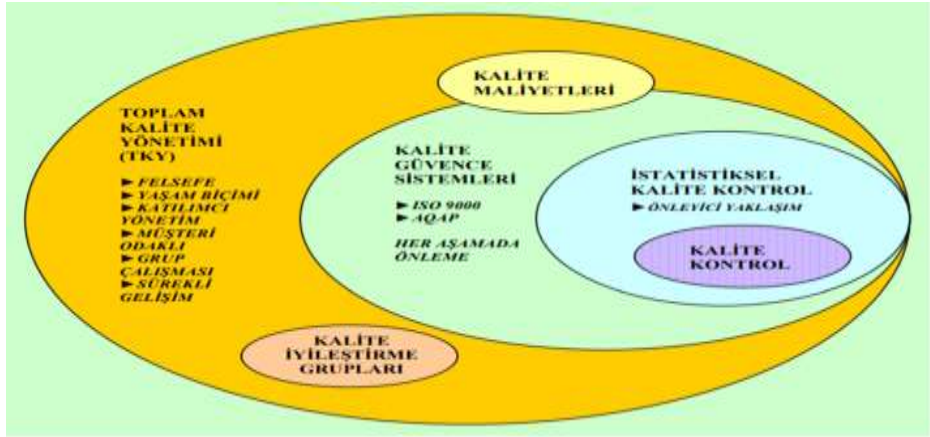 KALİTE
MALİYETLERİ
TOPLAM
KALİTE
YÖNETİMİ
(TKY)
►FELSEFE
►YAŞAM BİÇİMİ
►KATILIMCI
YÖNETİM
►MÜŞTERİ
ODAKLI
►GRUP
ÇALIŞMASI
►SÜREKLİ
GELİŞİM
KALİTE
GÜVENCE
SİSTEMLERİ
►ISO 9000
►AQAP
HER AŞAMADA
ÖNLEME
İSTATİSTİKSEL
KALİTE KONTROL
►ÖNLEYİCİ YAKLAŞIM
KALİTE
KONTROL
KALİTE
İYİLEŞTİRME
GRUPLARI